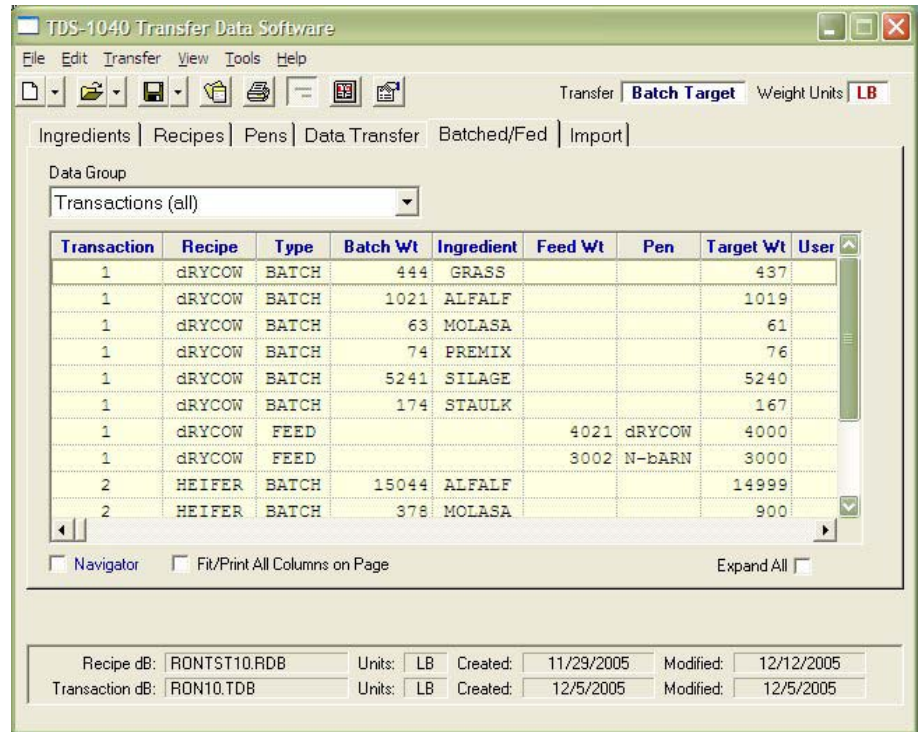 TDS-1040 Transfer Data Software
File Edit Transfer View Tools Help
Transfer Batch Target Weight Units LB
Ingredients Recipes Pens Data Transfer Batched/Fed Import
Data Group
Transactions (all)
Transaction Recipe Type Batch Wt Ingredient Feed Wt Pen Target Wt User
1 dRYCOW BATCH 444 GRASS 437
1 dRYCOW BATCH 1021 ALFALF 1019
1 dRYCOW BATCH 63 MOLASA 61
1 dRYCOW BATCH 74 PREMIX 76
1 dRYCOW BATCH 5241 SILAGE 5240
1 dRYCOW BATCH 174 STAULK 167
1 dRYCOW FEED 4021 dRYCOW 4000
1 dRYCOW FEED 3002 N-bARN 3000
2 HEIFER BATCH 15044 ALFALF 14999
2 HEIFER BATCH 378 MOLASA 900
Navigator Fit/Print All Columns on Page Expand All
Recipe dB: RONTST10.RDB Units: LB Created: 11/29/2005 Modified: 12/12/2005
Transaction dB: RON10.TDB Units: LB Created: 12/5/2005 Modified: 12/5/2005